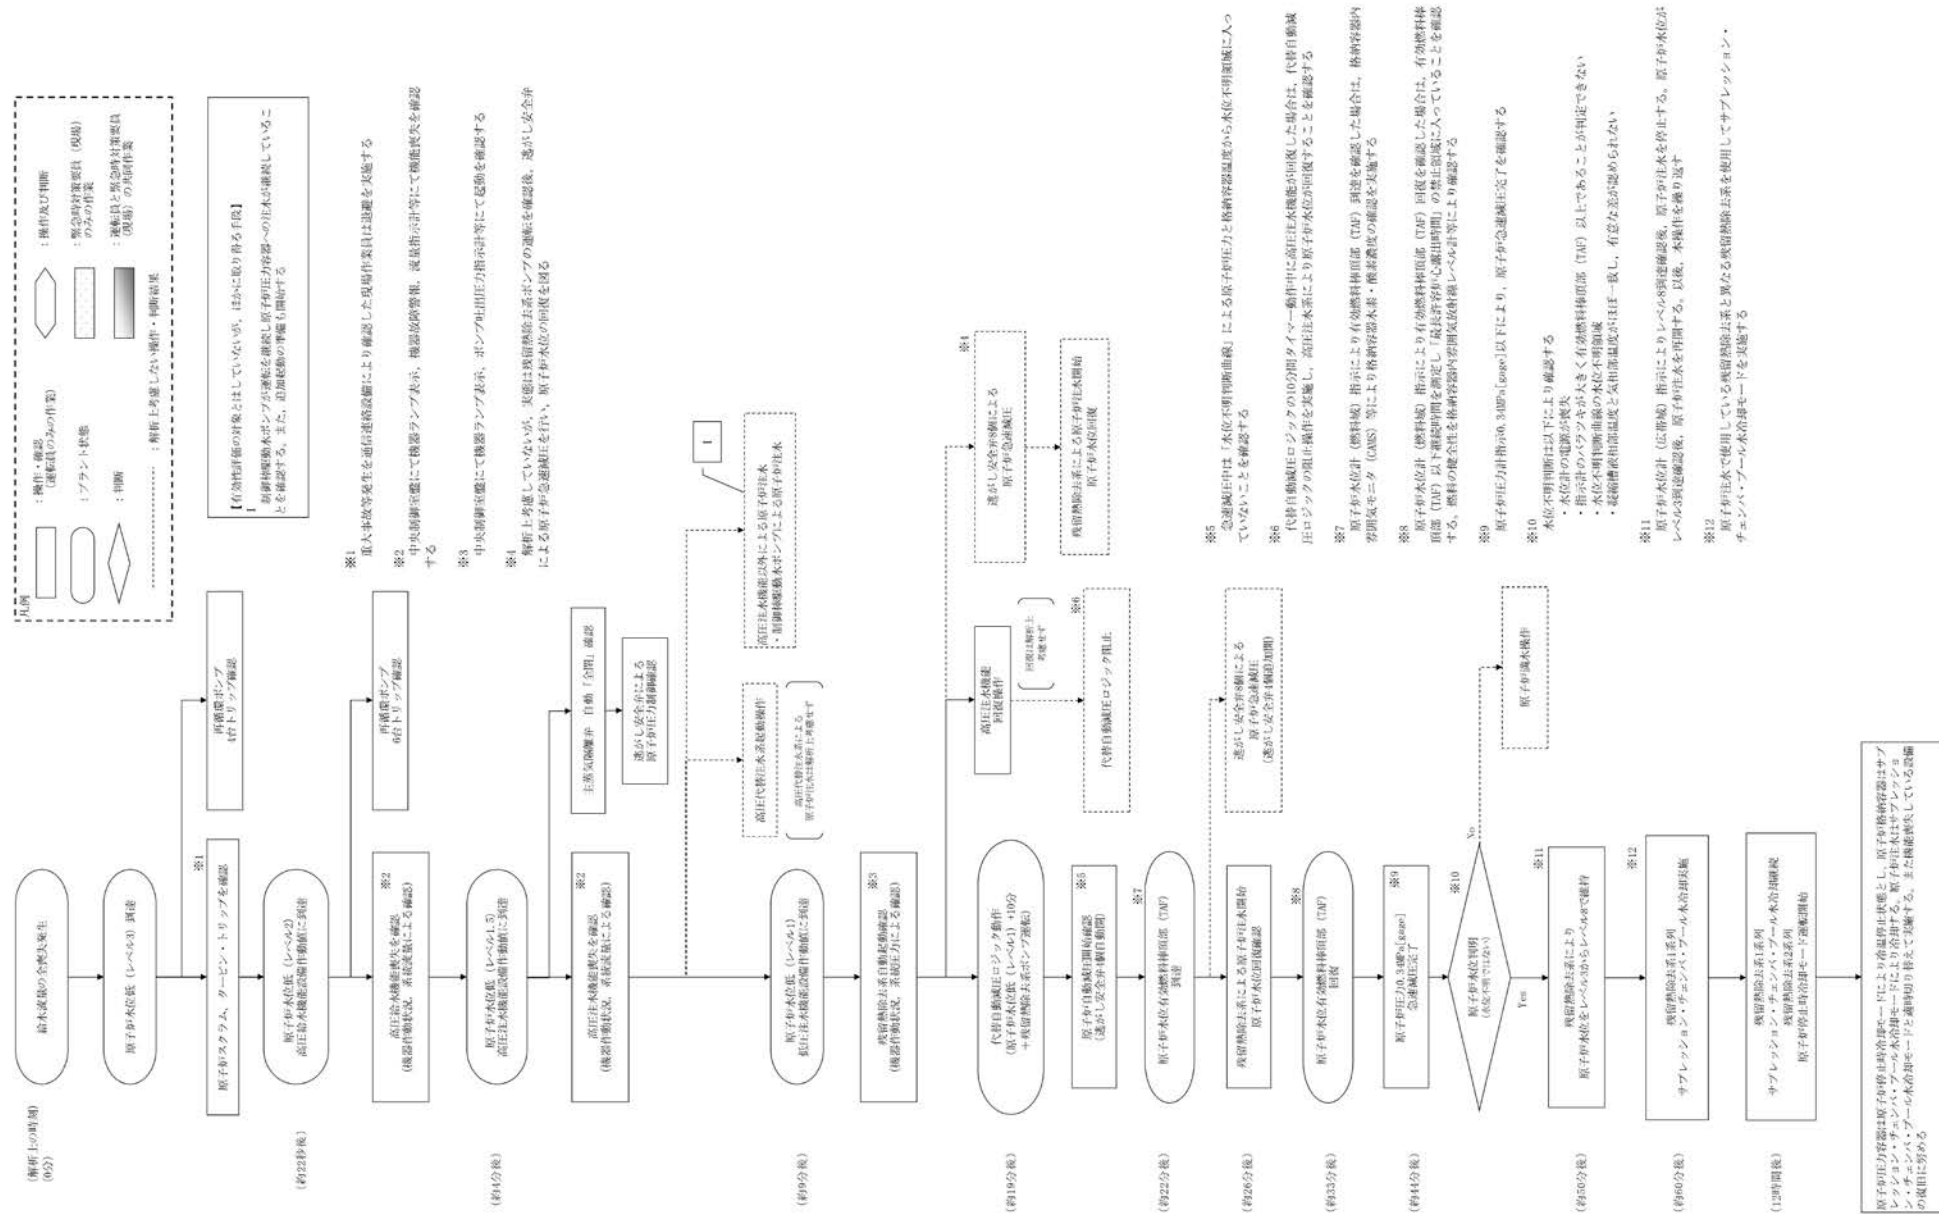 凡例
：操作・確認
（運転員のみの作業）
：プラント状態
：判断
：操作及び判断
：緊急時対策要員（現場）
のみの作業
：運転員と緊急時対策要員
（現場）の共同作業
：解析上考慮しない操作・判断結果
【有効性評価の対象とはしていないが，ほかに取り得る手段】
Ⅰ
制御棒駆動水ポンプが運転を継続し原子炉圧力容器への注水が継続しているこ
とを確認する。また，追加起動の準備も開始する
(解析上の時刻)
(0分)
給水流量の全喪失発生
原子炉水位低（レベル3）到達
※1
原子炉スクラム、タービン・トリップを確認
再循環ポンプ
4台トリップ確認
(約22秒後)
原子炉水位低（レベル2）
高圧給水機能設備作動値に到達
※2
高圧給水機能喪失を確認
(機器作動状況、系統流量による確認)
再循環ポンプ
6台トリップ確認
(約4分後)
原子炉水位低（レベル1.5）
高圧注水機能設備作動値に到達
※2
高圧注水機能喪失を確認
(機器作動状況、系統流量による確認)
主蒸気隔離弁　自動「全閉」確認
逃がし安全弁による
原子炉圧力制御確認
高圧代替注水系起動操作
高圧代替注水系による
原子炉注水は解析上考慮せず
高圧注水機能以外による原子炉注水
・制御棒駆動水ポンプによる原子炉注水
Ⅰ
(約9分後)
原子炉水位低（レベル1）
低圧注水機能設備作動値に到達
※3
残留熱除去系自動起動確認
(機器作動状況、系統圧力による確認)
(約19分後)
代替自動減圧ロジック動作
(原子炉水位低（レベル1）+10分
＋残留熱除去系ポンプ運転)
高圧注水機能
回復操作
回復は解析上
考慮せず
※4
逃がし安全弁8個による
原子炉急速減圧
残留熱除去系による原子炉注水開始
原子炉水位回復
※5
原子炉自動減圧開始確認
(逃がし安全弁4個自動開)
※6
代替自動減圧ロジック阻止
(約22分後)
※7
原子炉水位有効燃料棒頂部（TAF）
到達
(約26分後)
残留熱除去系による原子炉注水開始
原子炉水位回復確認
逃がし安全弁8個による
原子炉急速減圧
(逃がし安全弁4個追加開)
(約33分後)
※8
原子炉水位有効燃料棒頂部（TAF）
回復
(約44分後)
※9
原子炉圧力0.34MPa[gage]
急速減圧完了
※10
原子炉水位判明
(水位不明ではない)
No
Yes
原子炉満水操作
(約50分後)
※11
残留熱除去系により
原子炉水位をレベル3からレベル8で維持
(約60分後)
※12
残留熱除去系1系列
サプレッション・チェンバ・プール水冷却実施
(12時間後)
残留熱除去系1系列
サプレッション・チェンバ・プール水冷却継続
残留熱除去系2系列
原子炉停止時冷却モード運転開始
原子炉圧力容器は原子炉停止時冷却モードにより冷温停止状態とし，原子炉格納容器はサプ
レッション・チェンバ・プール水冷却モードにより冷却する。原子炉注水はサプレッショ
ン・チェンバ・プール水冷却モードと適時切り替えて実施する。また機能喪失している設備
の復旧に努める
※1
重大事故等発生を通信連絡設備により確認した現場作業員は退避を実施する
※2
中央制御室盤にて機器ランプ表示，機器故障警報，流量指示計等にて機能喪失を確認
する
※3
中央制御室盤にて機器ランプ表示，ポンプ吐出圧力指示計等にて起動を確認する
※4
解析上考慮していないが，実態は残留熱除去系ポンプの運転を確認後，逃がし安全弁
による原子炉急速減圧を行い，原子炉水位の回復を図る
※5
急速減圧中は「水位不明判断曲線」による原子炉圧力と格納容器温度から水位不明領域に入っ
ていないことを確認する。
※6
代替自動減圧ロジックの10分間タイマー動作中に高圧注水機能が回復した場合は，代替自動減
圧ロジックの阻止操作を実施し，高圧注水系により原子炉水位が回復することを確認する
※7
原子炉水位計（燃料域）指示により有効燃料棒頂部（TAF）到達を確認した場合は，格納容器内
雰囲気モニタ（CAMS）等により格納容器水素・酸素濃度の確認を実施する
※8
原子炉水位計（燃料域）指示により有効燃料棒頂部（TAF）回復を確認した場合は，有効燃料棒
頂部（TAF）以下継続時間を測定し「最長許容炉心露出時間」の禁止領域に入っていることを確認
する。燃料の健全性を格納容器内雰囲気放射線レベル計等により確認する
※9
原子炉圧力計指示0.34MPa[gage]以下により，原子炉急速減圧完了を確認する
※10
水位不明判断は以下により確認する
・水位計の電源が喪失
・指示計のバラツキが大きく有効燃料棒頂部（TAF）以上であることが判定できない
・水位不明判断曲線の水位不明領域
・凝縮槽液相部温度と気相部温度がほぼ一致し，有意な差が認められない
※11
原子炉水位計（広帯域）指示によりレベル8到達確認後，原子炉注水を停止する。原子炉水位が
レベル3到達確認後，原子炉注水を再開する。以後，本操作を繰り返す
※12
原子炉注水で使用している残留熱除去系と異なる残留熱除去系を使用してサプレッション・
チェンバ・プール水冷却モードを実施する